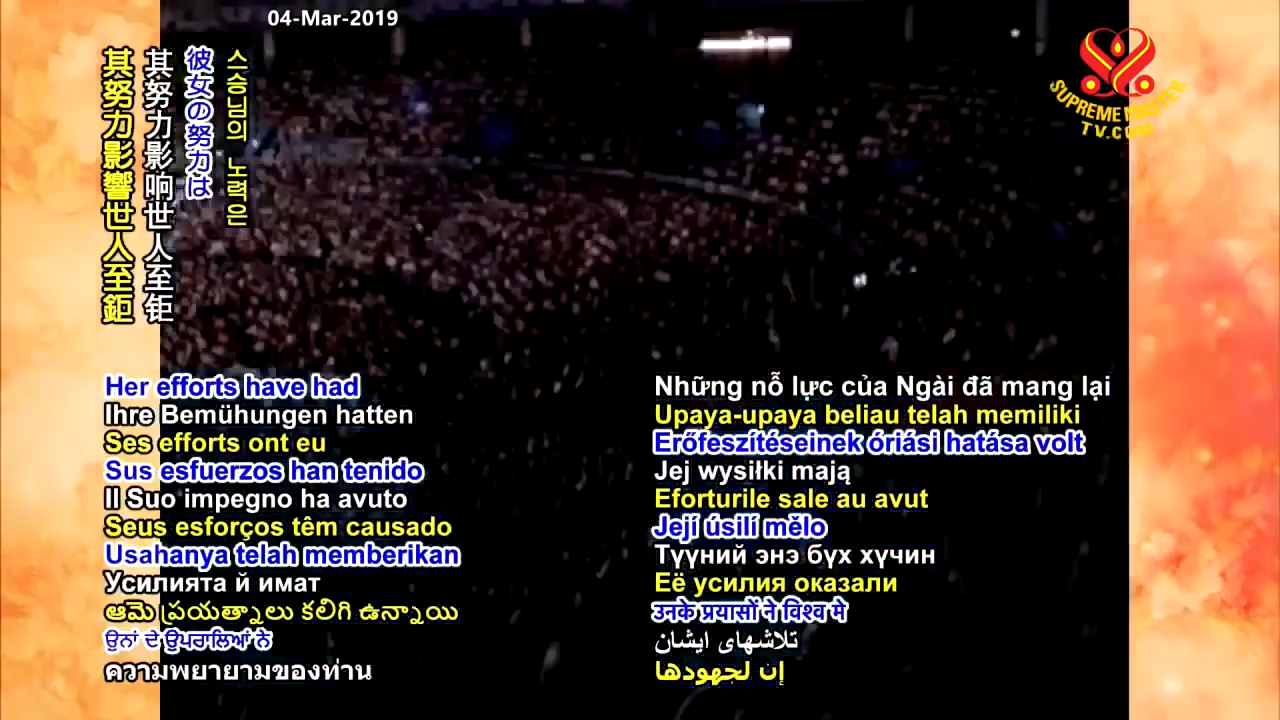 04-Mar-2019
SUPREME MASTER
TV.COM
스승님의 노력은
彼女の努力は
其努力影响世人至钜
其努力影響世人至鉅
Her efforts have had
Ihre Bemühungen hatten
Ses efforts ont eu
Sus esfuerzos han tenido
Il Suo impegno ha avuto
Seus esforços têm causado
Usahanya telah memberikan
Усилията й имат
ఆమె ప్రయత్నాలు కలిగి ఉన్నాయి
ਉਨਾਂ ਦੇ ਉਪਰਾਲਿਆਂ ਨੇ
ความพยายามของท่าน
Những nỗ lực của Ngài đã mang lại
Upaya-upaya beliau telah memiliki
Erőfeszítéseinek óriási hatása volt
Jej wysiłki mają
Eforturile sale au avut
Její úsilí mělo
Түүний энэ бүх хүчин
Её усилия оказали
उनके प्रयासों ने विश्व मे
تلاشهای ایشان
إن لجهودها